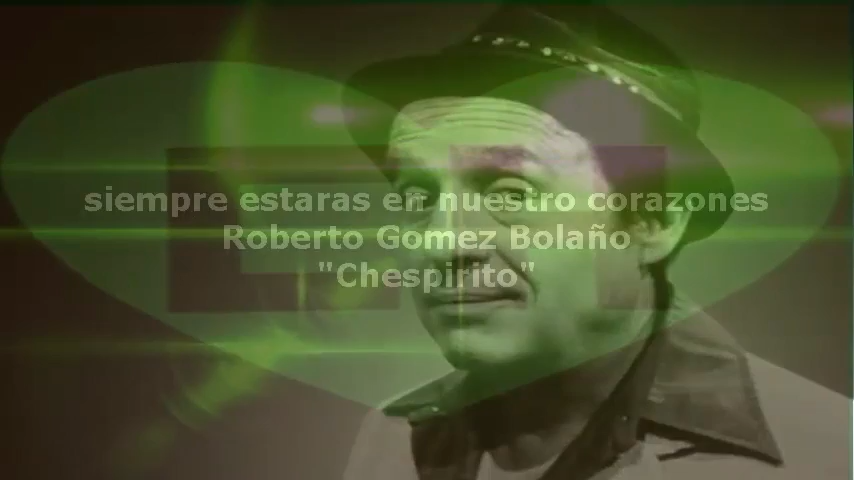 siempre estaras en nuestro corazones
Roberto Gomez Bolaño
"Chespirito"